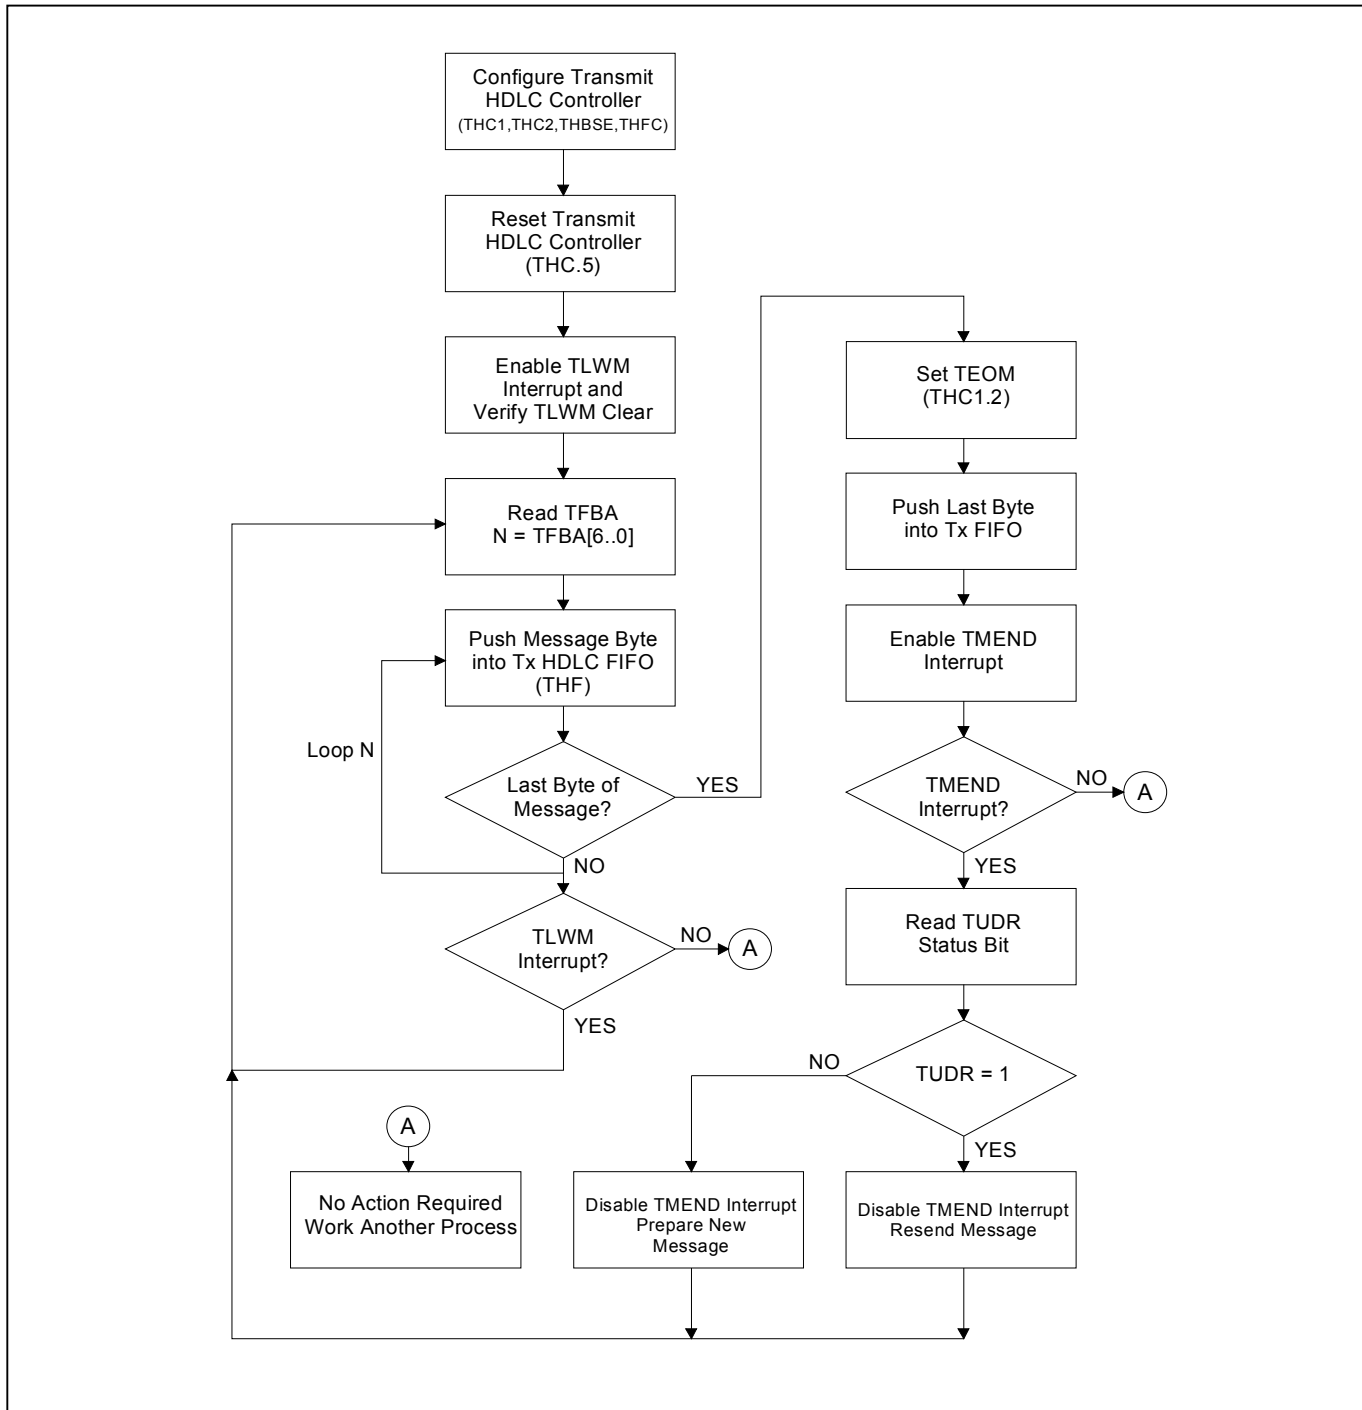 Configure Transmit
HDLC Controller
(THC1,THC2,THBSE,THFC)
Reset Transmit
HDLC Controller
(THC.5)
Enable TLWM
Interrupt and
Verify TLWM Clear
Read TFBA
N = TFBA[6..0]
Push Message Byte
into Tx HDLC FIFO
(THF)
Loop N
Last Byte of
Message?
YES
NO
TLWM
Interrupt?
NO
A
YES
A
No Action Required
Work Another Process
Set TEOM
(THC1.2)
Push Last Byte
into Tx FIFO
Enable TMEND
Interrupt
TMEND
Interrupt?
NO
A
YES
Read TUDR
Status Bit
TUDR = 1
NO
YES
Disable TMEND Interrupt
Prepare New
Message
Disable TMEND Interrupt
Resend Message